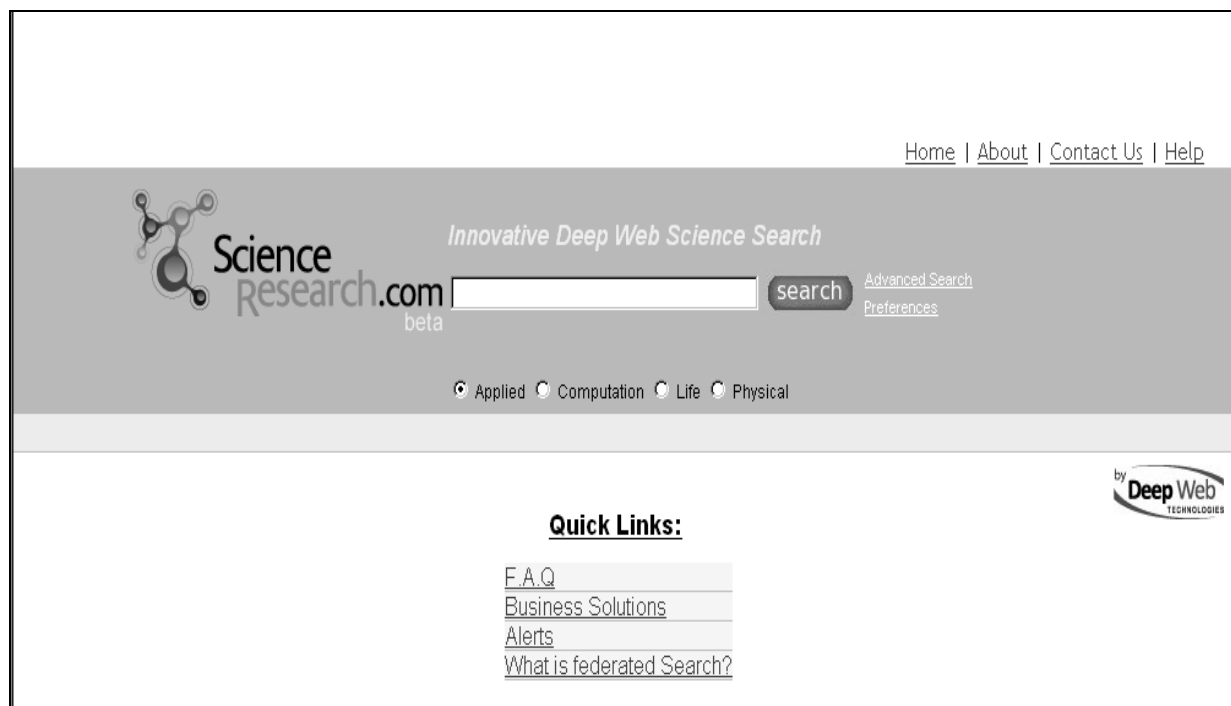 Home | About | Contact Us | Help
Innovative Deep Web Science Search
Science
Research.com
beta
search
Advanced Search
Preferences
Applied Computation Life Physical
by
Deep Web
TECHNOLOGIES
Quick Links:
F.A.Q
Business Solutions
Alerts
What is federated Search?